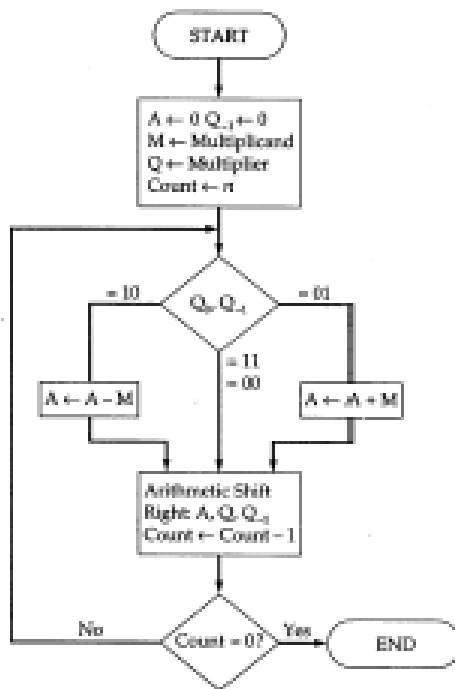 START
A ← 0 Q₋₁ ← 0
M ← Multiplicand
Q ← Multiplier
Count ← n
= 10
Q₀, Q₋₁
= 01
= 11
= 00
A ← A − M
A ← A + M
Arithmetic Shift
Right: A, Q, Q₋₁
Count ← Count − 1
No
Count = 0?
Yes
END